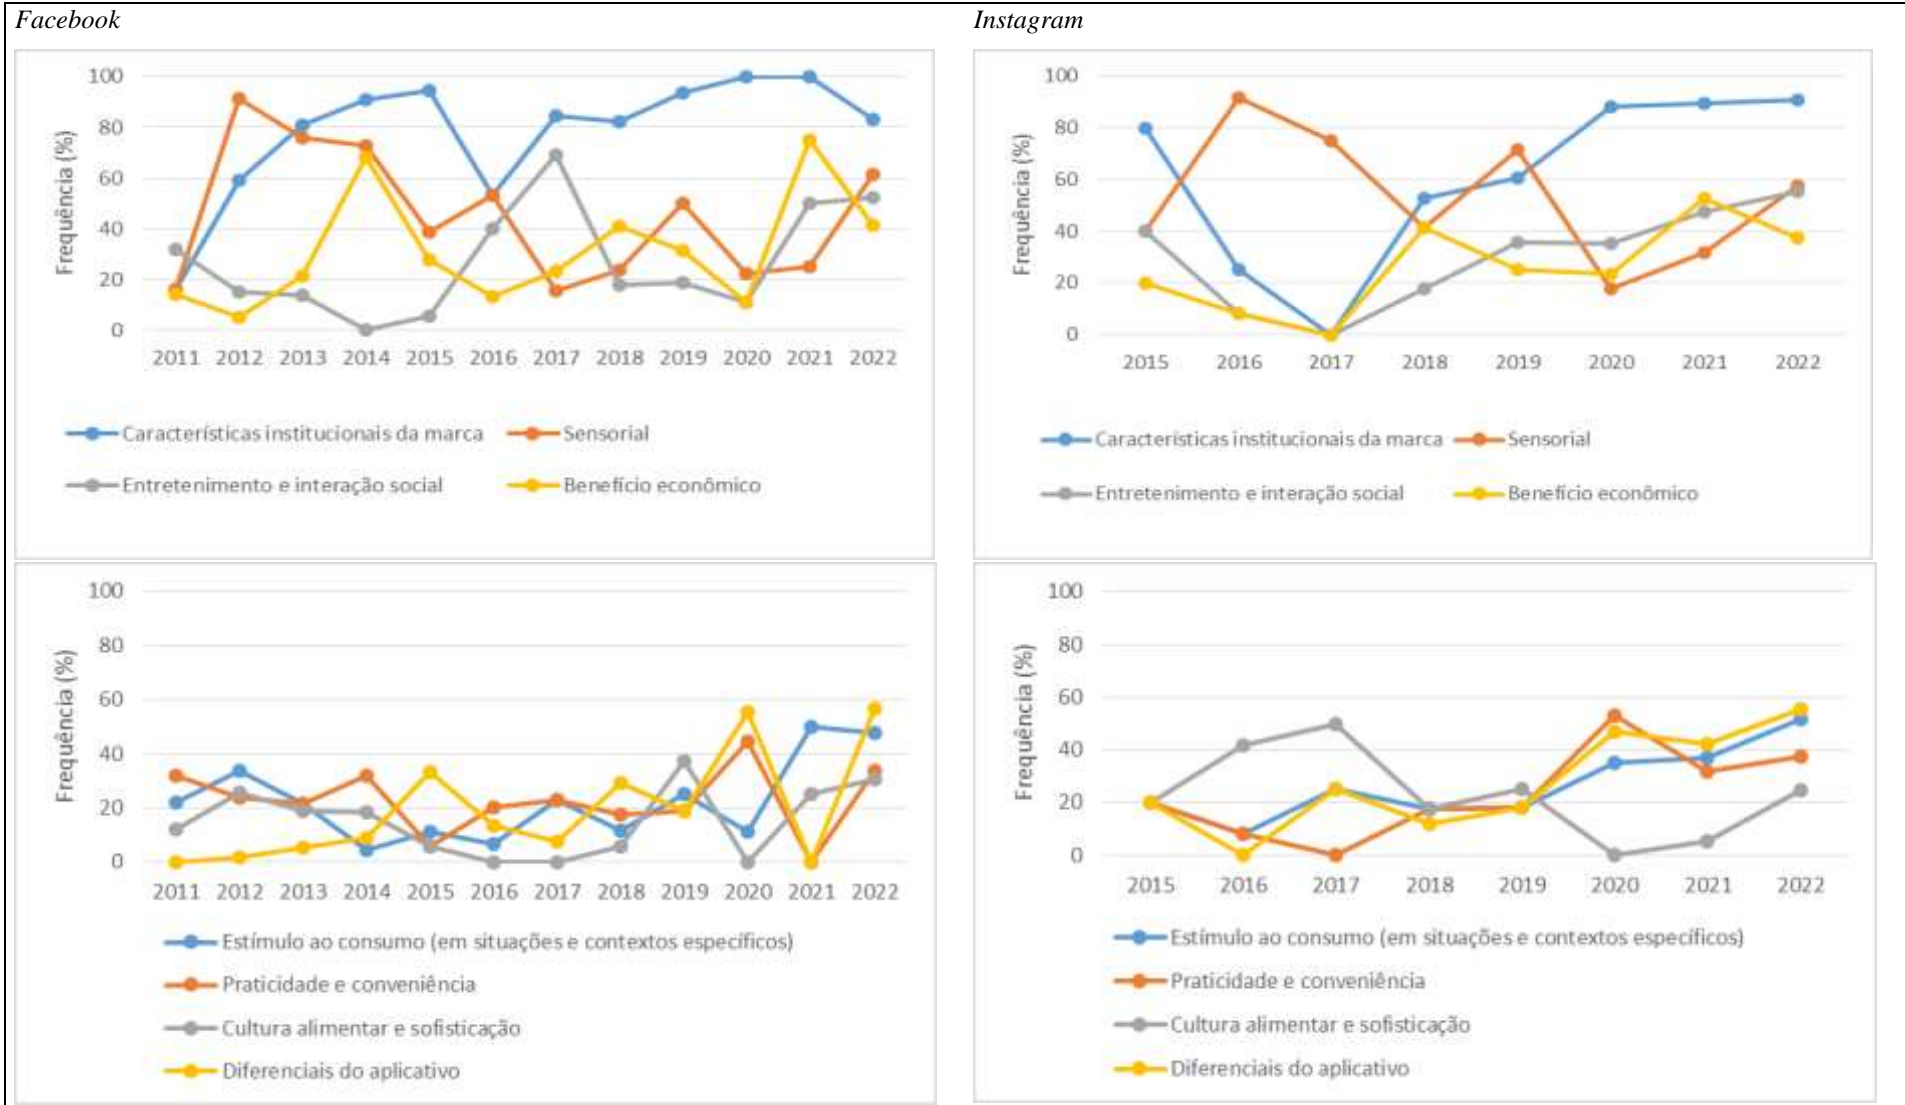 Facebook
Instagram
Frequência (%)
100
80
60
40
20
0
2011 2012 2013 2014 2015 2016 2017 2018 2019 2020 2021 2022
Características institucionais da marca
Sensorial
Entretenimento e interação social
Benefício econômico
Frequência (%)
100
80
60
40
20
0
2015 2016 2017 2018 2019 2020 2021 2022
Características institucionais da marca
Sensorial
Entretenimento e interação social
Benefício econômico
Frequência (%)
100
80
60
40
20
0
2011 2012 2013 2014 2015 2016 2017 2018 2019 2020 2021 2022
Estímulo ao consumo (em situações e contextos específicos)
Praticidade e conveniência
Cultura alimentar e sofisticação
Diferenciais do aplicativo
Frequência (%)
100
80
60
40
20
0
2015 2016 2017 2018 2019 2020 2021 2022
Estímulo ao consumo (em situações e contextos específicos)
Praticidade e conveniência
Cultura alimentar e sofisticação
Diferenciais do aplicativo